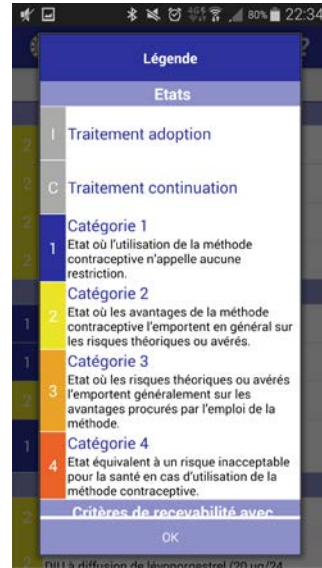 80% 22:34
Légende
Etats
I Traitement adoption
C Traitement continuation
Catégorie 1
1 Etat où l'utilisation de la méthode
contraceptive n'appelle aucune
restriction.
Catégorie 2
2 Etat où les avantages de la méthode
contraceptive l'emportent en général sur
les risques théoriques ou avérés.
Catégorie 3
3 Etat où les risques théoriques ou avérés
l'emportent généralement sur les
avantages procurés par l'emploi de la
méthode.
Catégorie 4
4 Etat équivalent à un risque inacceptable
pour la santé en cas d'utilisation de la
méthode contraceptive.
Critères de recevabilité avec
OK
DIU à diffusion de lévonorgestrel (20 µg/24